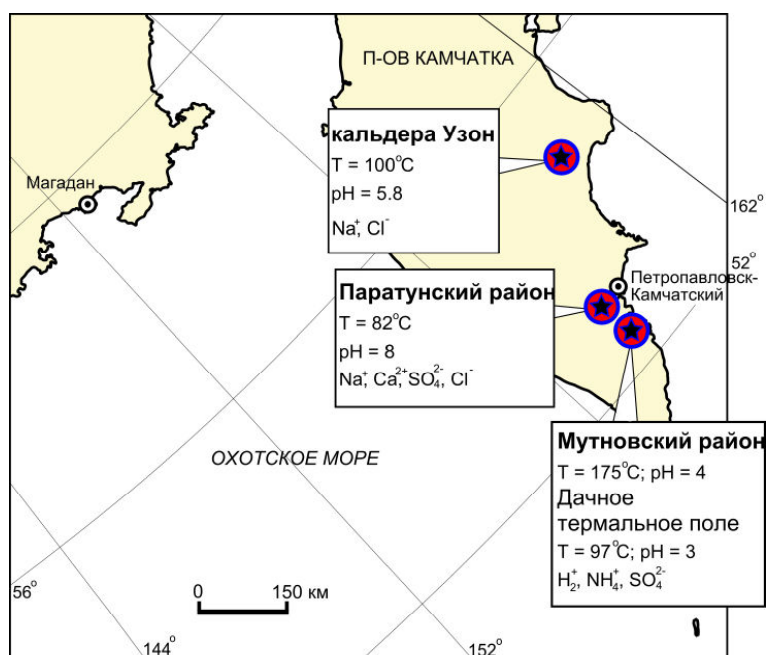 П-ОВ КАМЧАТКА
кальдера Узон
T = 100°C
pH = 5.8
Na⁺, Cl⁻
Магадан
162°
52°
Петропавловск-
Камчатский
Паратунский район
T = 82°C
pH = 8
Na⁺, Ca²⁺, SO₄²⁻, Cl⁻
Мутновский район
T = 175°C; pH = 4
Дачное
термальное поле
T = 97°C; pH = 3
H₂⁺, NH₄⁺, SO₄²⁻
ОХОТСКОЕ МОРЕ
0 150 км
56°
144°
152°